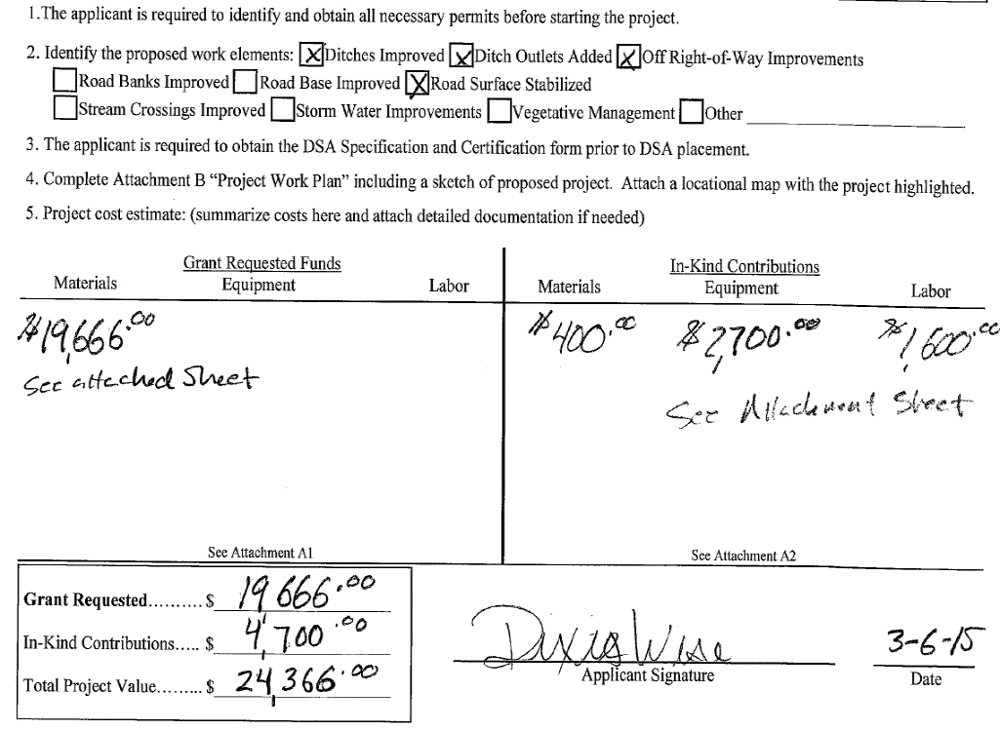 1.The applicant is required to identify and obtain all necessary permits before starting the project.
2. Identify the proposed work elements: [X] Ditches Improved [X] Ditch Outlets Added [X] Off Right-of-Way Improvements
[ ] Road Banks Improved [ ] Road Base Improved [X] Road Surface Stabilized
[ ] Stream Crossings Improved [ ] Storm Water Improvements [ ] Vegetative Management [ ] Other
3. The applicant is required to obtain the DSA Specification and Certification form prior to DSA placement.
4. Complete Attachment B “Project Work Plan” including a sketch of proposed project. Attach a locational map with the project highlighted.
5. Project cost estimate: (summarize costs here and attach detailed documentation if needed)
Grant Requested Funds
Materials Equipment Labor
$19,666.00
See attached Sheet
See Attachment A1
In-Kind Contributions
Materials Equipment Labor
$400.00 $2,700.00 $1,600.00
See Attachment Sheet
See Attachment A2
Grant Requested.......... $ 19,666.00
In-Kind Contributions..... $ 4,700.00
Total Project Value......... $ 24,366.00
Dixie Wise
Applicant Signature
3-6-15
Date